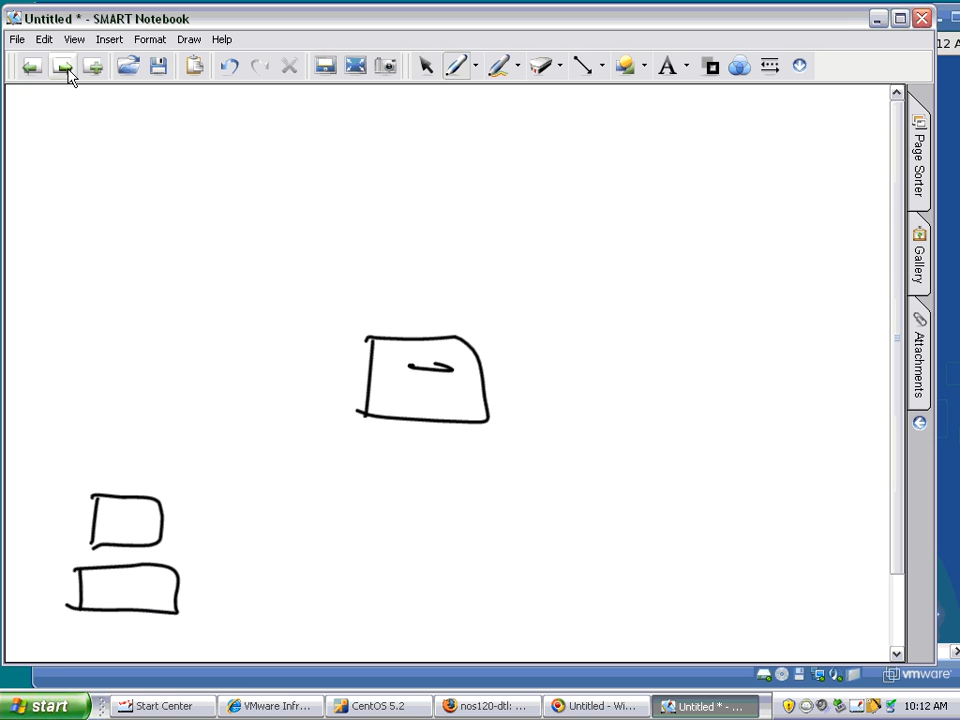 Untitled * - SMART Notebook
12 A
File Edit View Insert Format Draw Help
A
Page Sorter
Gallery
Attachments
vmware
start Start Center VMware Infr... CentOS 5.2 nos120-dtl: ... Untitled - Wi... Untitled * - ... 10:12 AM